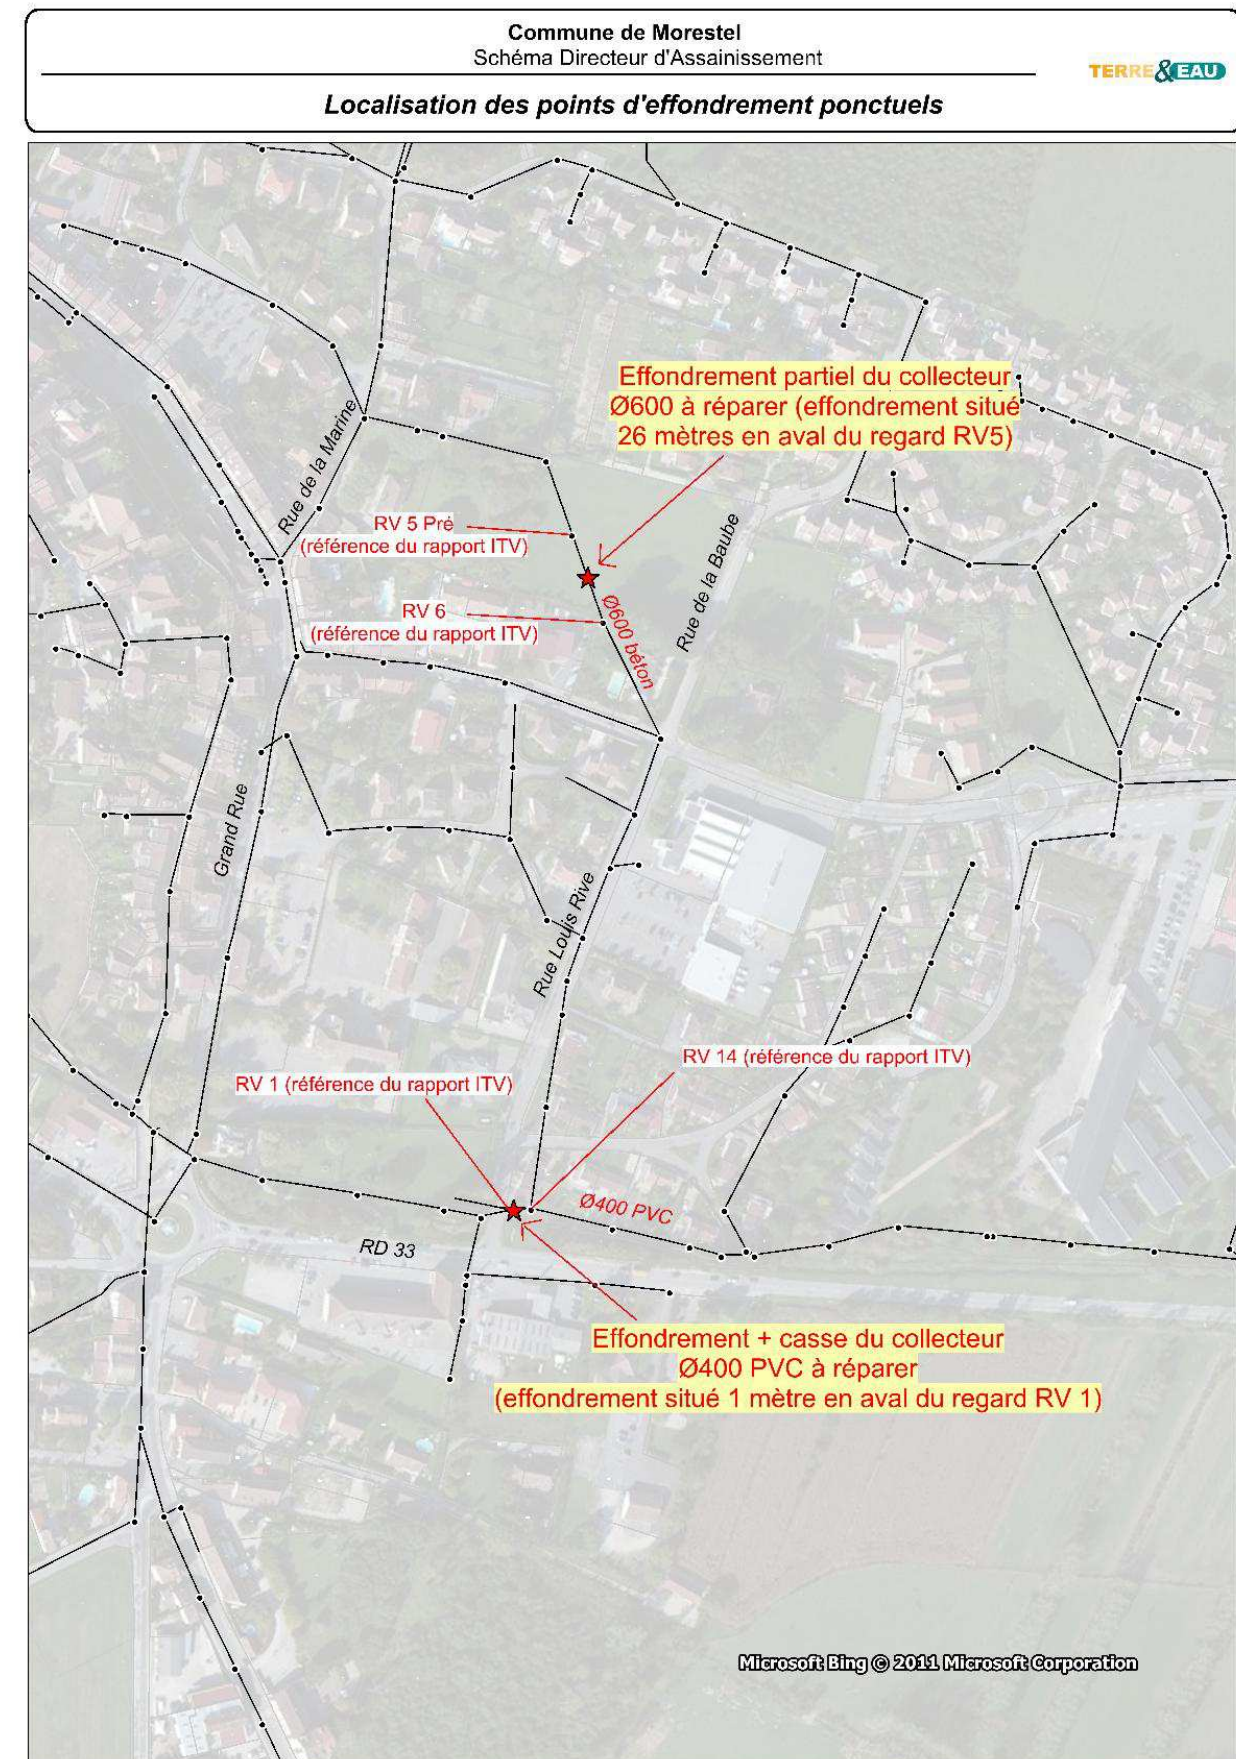 Commune de Morestel
Schéma Directeur d'Assainissement
TERRE&EAU
Localisation des points d'effondrement ponctuels
Effondrement partiel du collecteur
Ø600 à réparer (effondrement situé
26 mètres en aval du regard RV5)
Rue de la Marine
RV 5 Pré
(référence du rapport ITV)
Rue de la Baube
RV 6
(référence du rapport ITV)
Ø600 béton
Grand Rue
Rue Louis Rive
RV 14 (référence du rapport ITV)
RV 1 (référence du rapport ITV)
Ø400 PVC
RD 33
Effondrement + casse du collecteur
Ø400 PVC à réparer
(effondrement situé 1 mètre en aval du regard RV 1)
Microsoft Bing © 2011 Microsoft Corporation